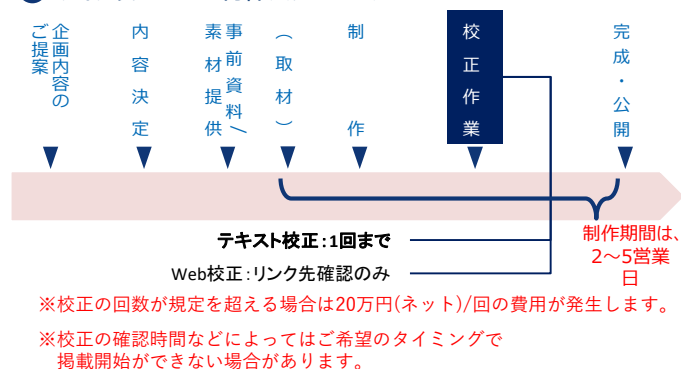 企画内容の
ご提案
内容決定
事前資料/
素材提供
(取材)
制作
校正作業
完成・公開
テキスト校正:1回まで
Web校正:リンク先確認のみ
制作期間は、
2〜5営業
日
※校正の回数が規定を超える場合は20万円(ネット)/回の費用が発生します。
※校正の確認時間などによってはご希望のタイミングで
掲載開始ができない場合があります。